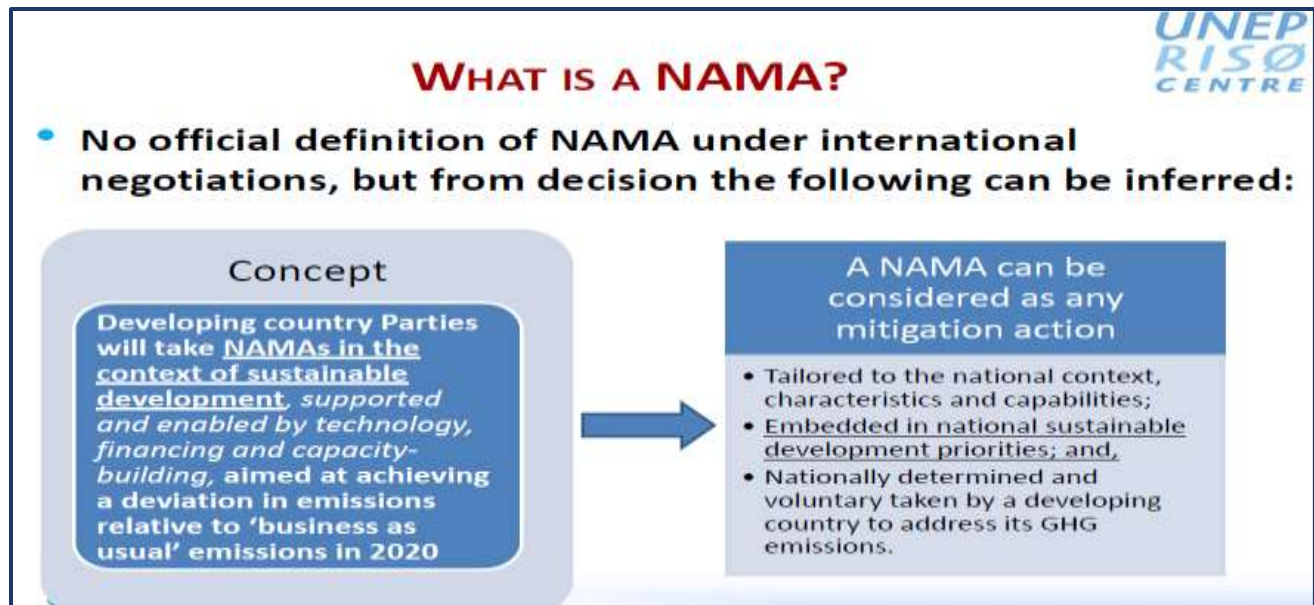 UNEP
RISØ
CENTRE
WHAT IS A NAMA?
• No official definition of NAMA under international
negotiations, but from decision the following can be inferred:
Concept
Developing country Parties
will take NAMAs in the
context of sustainable
development, supported
and enabled by technology,
financing and capacity-
building, aimed at achieving
a deviation in emissions
relative to ‘business as
usual’ emissions in 2020
A NAMA can be
considered as any
mitigation action
• Tailored to the national context,
characteristics and capabilities;
• Embedded in national sustainable
development priorities; and,
• Nationally determined and
voluntary taken by a developing
country to address its GHG
emissions.